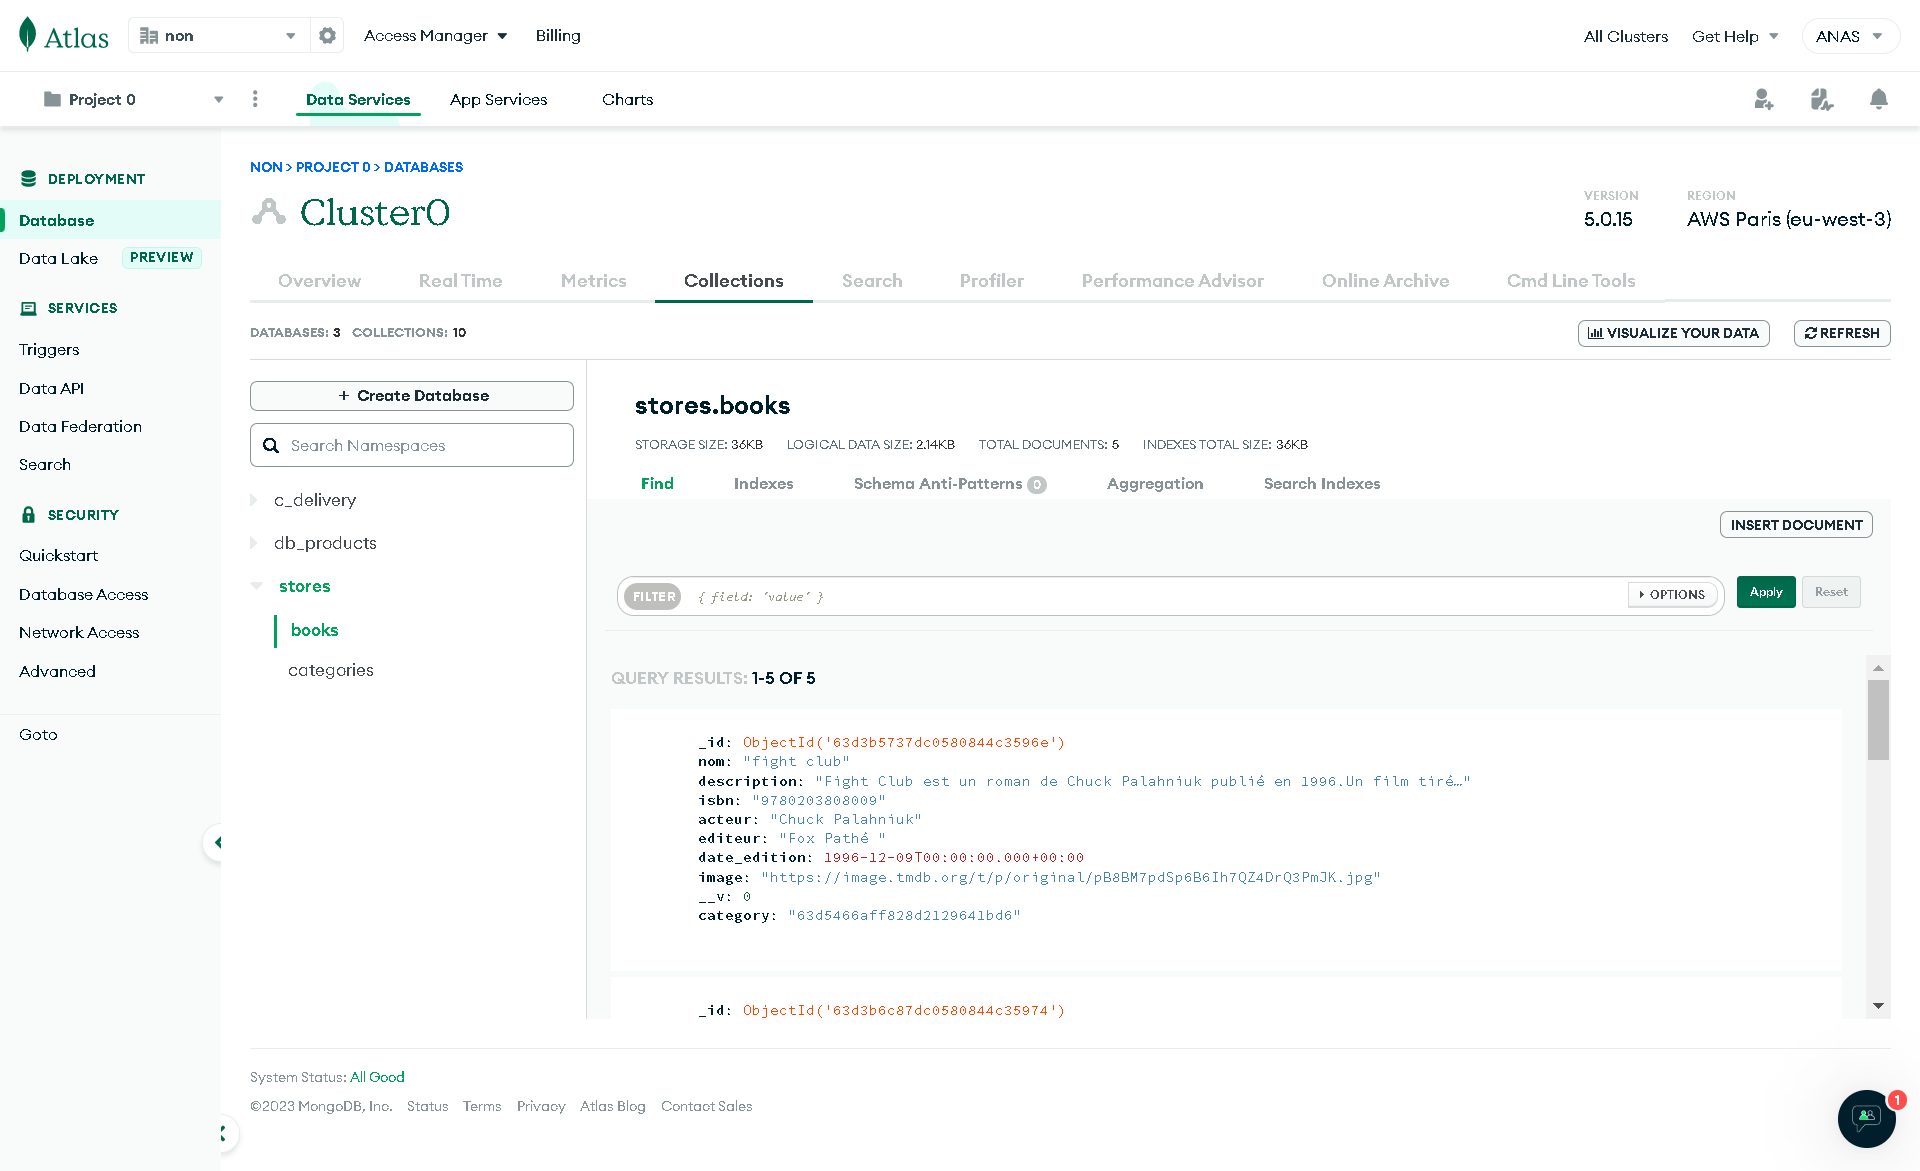 Atlas
non
Access Manager
Billing
All Clusters
Get Help
ANAS
Project 0
Data Services
App Services
Charts
DEPLOYMENT
Database
Data Lake
PREVIEW
SERVICES
Triggers
Data API
Data Federation
Search
SECURITY
Quickstart
Database Access
Network Access
Advanced
Goto
NON > PROJECT 0 > DATABASES
Cluster0
VERSION
5.0.15
REGION
AWS Paris (eu-west-3)
Overview
Real Time
Metrics
Collections
Search
Profiler
Performance Advisor
Online Archive
Cmd Line Tools
DATABASES: 3 COLLECTIONS: 10
VISUALIZE YOUR DATA
REFRESH
+ Create Database
Search Namespaces
c_delivery
db_products
stores
books
categories
stores.books
STORAGE SIZE: 36KB LOGICAL DATA SIZE: 2.14KB TOTAL DOCUMENTS: 5 INDEXES TOTAL SIZE: 36KB
Find
Indexes
Schema Anti-Patterns 0
Aggregation
Search Indexes
INSERT DOCUMENT
FILTER
{ field: 'value' }
OPTIONS
Apply
Reset
QUERY RESULTS: 1-5 OF 5
_id: ObjectId('63d3b5737dc0580844c3596e')
nom: "fight club"
description: "Fight Club est un roman de Chuck Palahniuk publié en 1996.Un film tiré…"
isbn: "9780203808009"
acteur: "Chuck Palahniuk"
editeur: "Fox Pathé "
date_edition: 1996-12-09T00:00:00.000+00:00
image: "https://image.tmdb.org/t/p/original/pB8BM7pdSp6B6Ih7QZ4DrQ3PmJK.jpg"
__v: 0
category: "63d5466aff828d2129641bd6"
_id: ObjectId('63d3b6c87dc0580844c35974')
System Status: All Good
©2023 MongoDB, Inc. Status Terms Privacy Atlas Blog Contact Sales
1